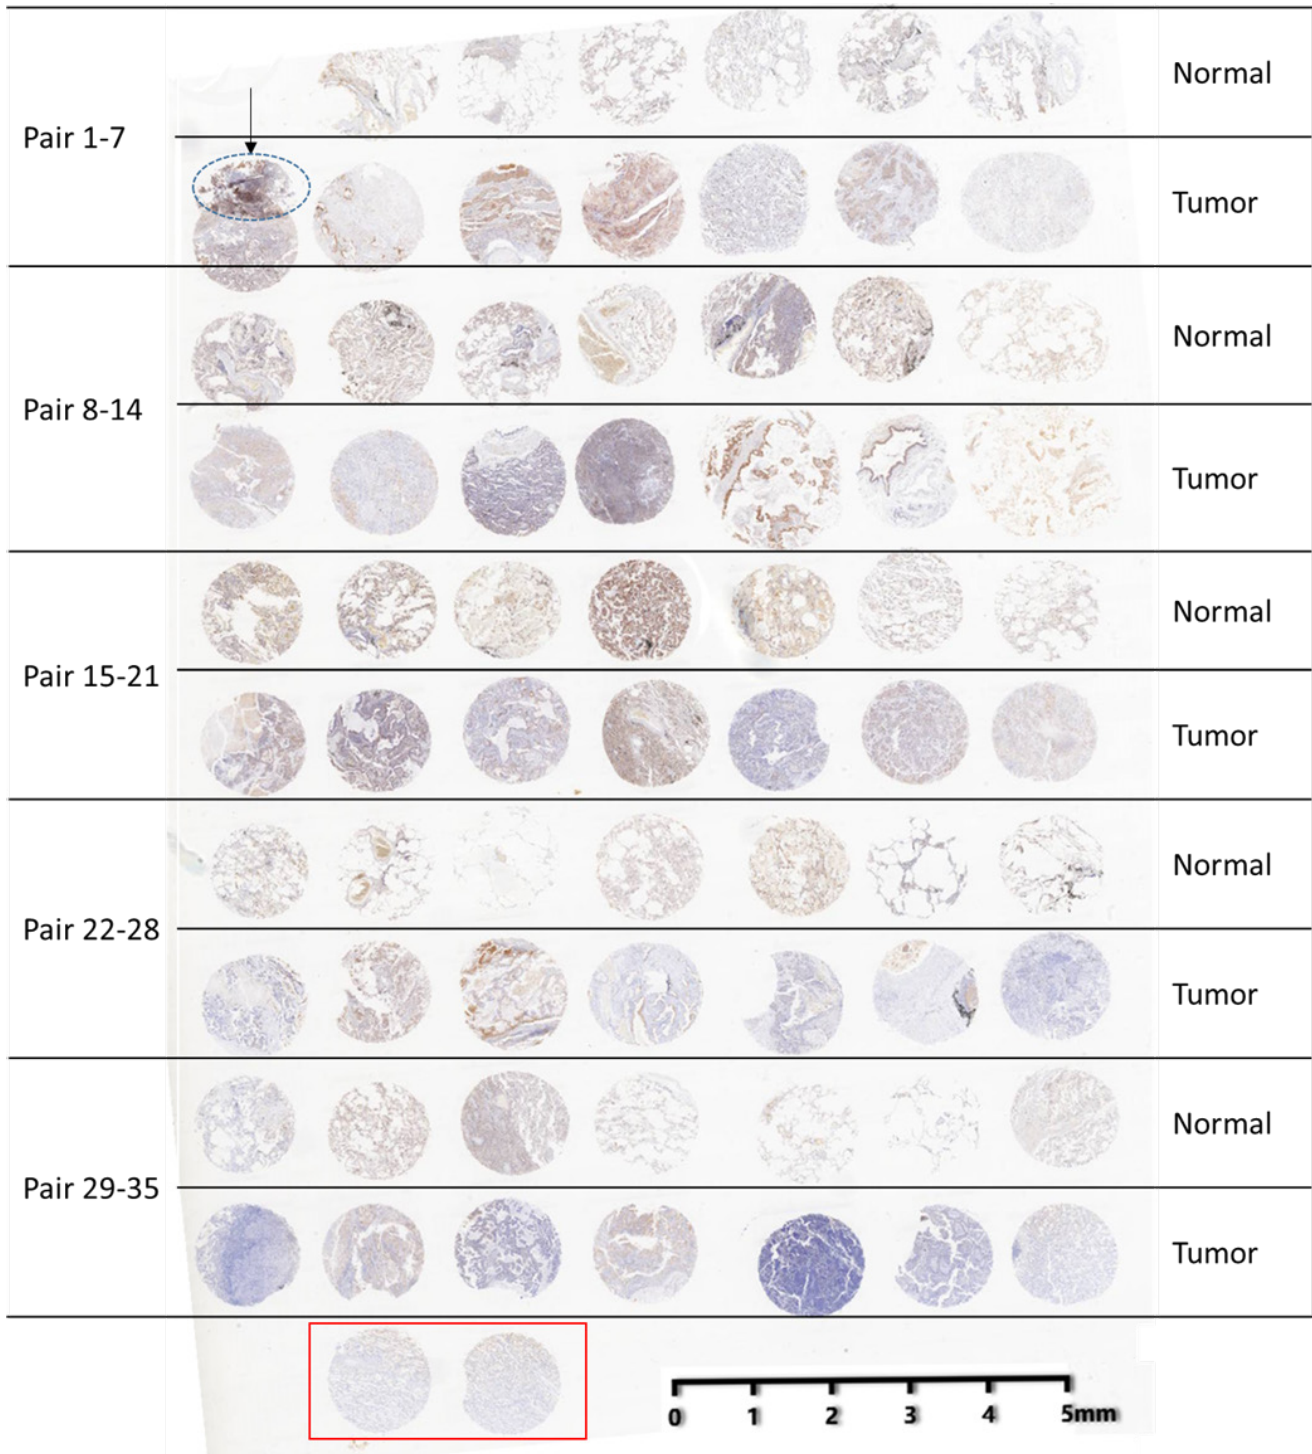 Normal
Pair 1-7
Tumor
Normal
Pair 8-14
Tumor
Normal
Pair 15-21
Tumor
Normal
Pair 22-28
Tumor
Normal
Pair 29-35
Tumor
0 1 2 3 4 5mm